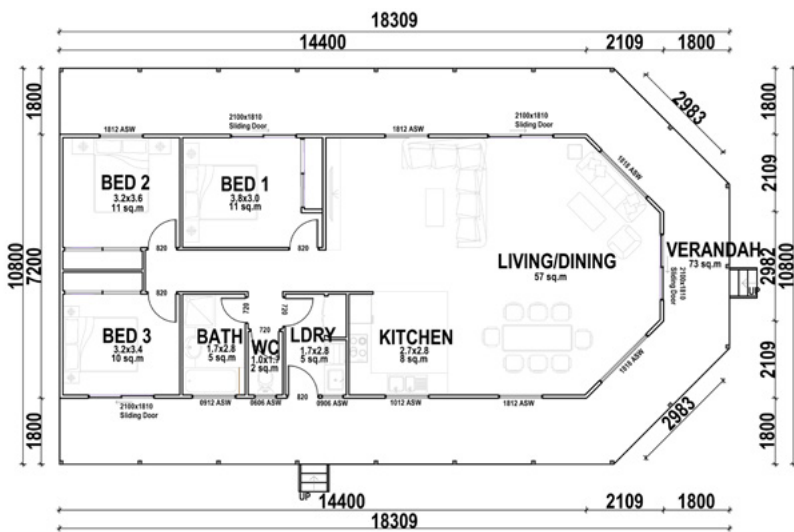 18309
14400 2109 1800
1800
10800
7200
1800
2983
1800
2109
2982
10800
2109
1800
2983
1812 ASW
2100x1810
Sliding Door
1812 ASW
2100x1810
Sliding Door
1818 ASW
BED 2
3.2x3.6
11 sq.m
BED 1
3.8x3.0
11 sq.m
820
820
LIVING/DINING
57 sq.m
VERANDAH
73 sq.m
2100x1810
Sliding Door
UP
820
BED 3
3.2x3.4
10 sq.m
BATH
1.7x2.8
5 sq.m
720
720
720
WC
1.0x1.7
2 sq.m
LDRY
1.7x2.8
5 sq.m
KITCHEN
2.7x2.8
8 sq.m
820
1818 ASW
2100x1810
Sliding Door
0912 ASW
0606 ASW
0906 ASW
1012 ASW
1812 ASW
UP
14400 2109 1800
18309